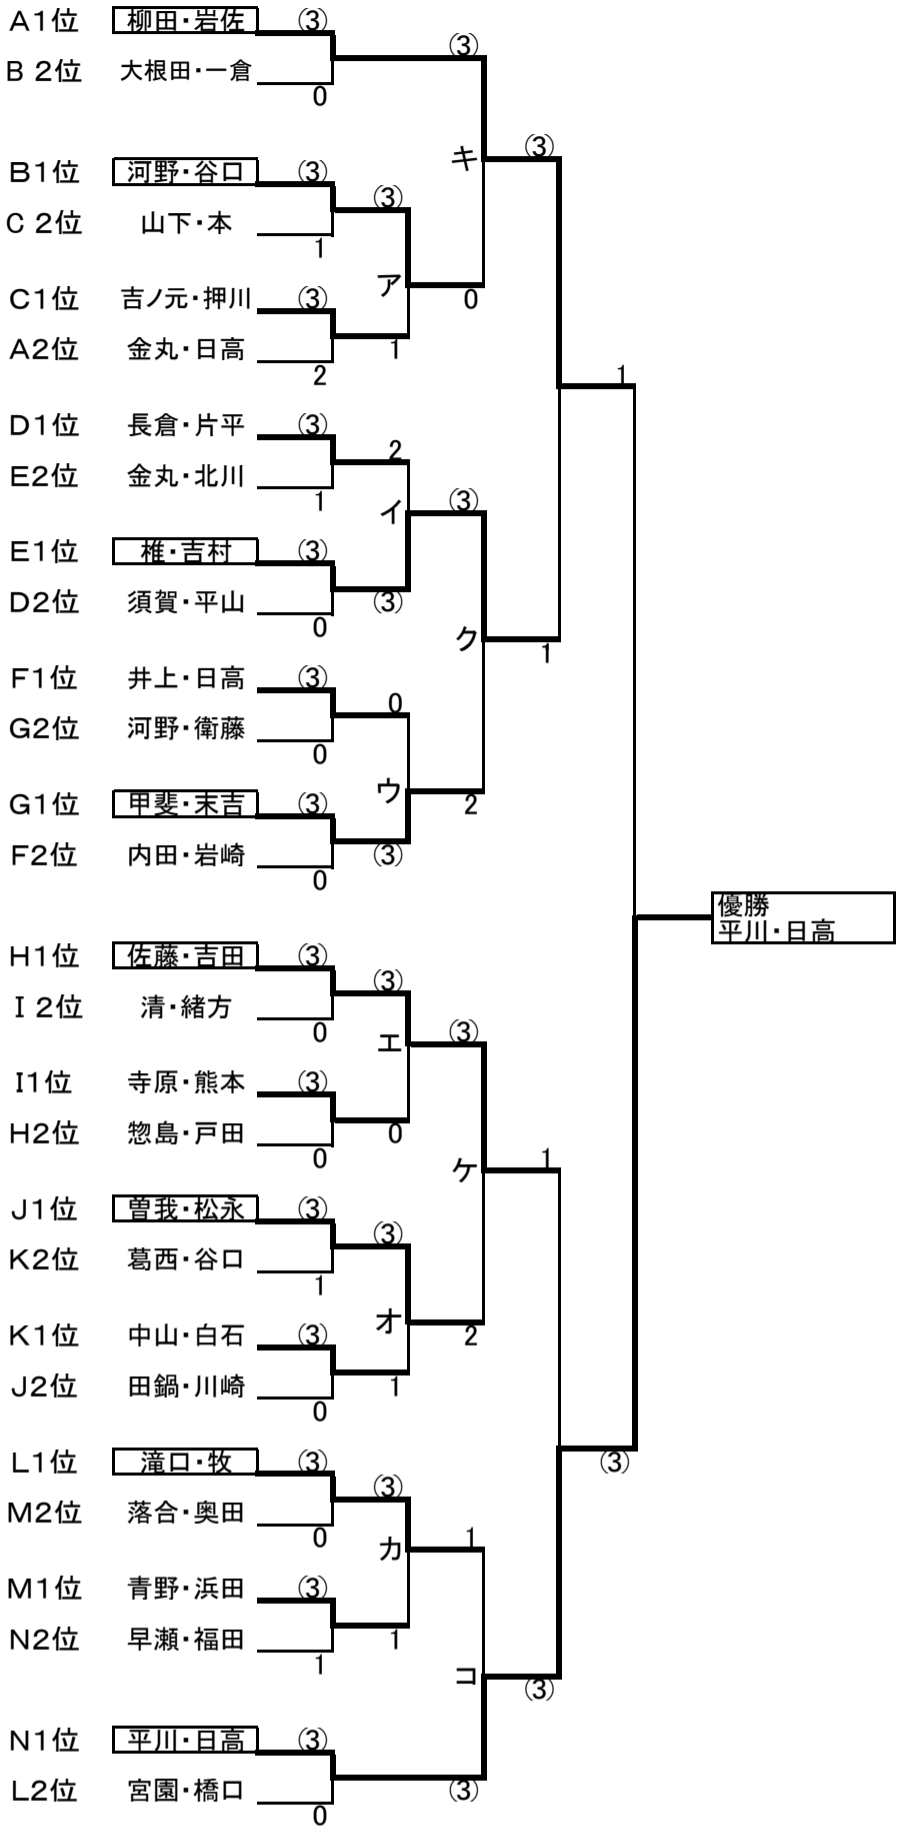 A1位 柳田・岩佐 ③
③
B 2位 大根田・一倉
0
キ ③
B1位 河野・谷口 ③
③
C 2位 山下・本
1
ア
0
C1位 吉ノ元・押川 ③
A2位 金丸・日高 1
2
1
D1位 長倉・片平 ③
2
E2位 金丸・北川
1
イ ③
E1位 椎・吉村 ③
D2位 須賀・平山 ③
0
ク
1
F1位 井上・日高 ③
0
G2位 河野・衛藤
0
ウ
2
G1位 甲斐・末吉 ③
F2位 内田・岩崎 ③
0
優勝
平川・日高
H1位 佐藤・吉田 ③
③
I 2位 清・緒方
0
エ ③
I1位 寺原・熊本 ③
H2位 惣島・戸田 0
0
ケ 1
J1位 曽我・松永 ③
③
K2位 葛西・谷口
1
オ
2
K1位 中山・白石 ③
J2位 田鍋・川崎 1
0
L1位 滝口・牧 ③
③
③
M2位 落合・奥田
0
カ 1
M1位 青野・浜田 ③
N2位 早瀬・福田 1
1
コ
③
N1位 平川・日高 ③
L2位 宮園・橋口 ③
0